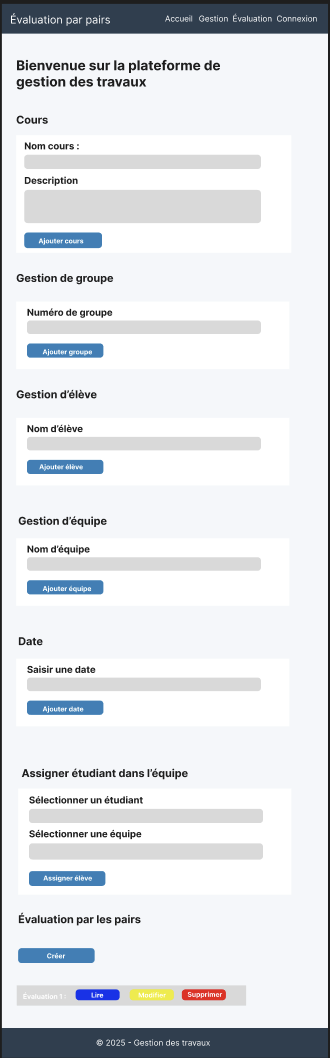 Évaluation par pairs
Accueil Gestion Évaluation Connexion
Bienvenue sur la plateforme de
gestion des travaux
Cours
Nom cours :
Description
Ajouter cours
Gestion de groupe
Numéro de groupe
Ajouter groupe
Gestion d'élève
Nom d'élève
Ajouter élève
Gestion d'équipe
Nom d'équipe
Ajouter équipe
Date
Saisir une date
Ajouter date
Assigner étudiant dans l'équipe
Sélectionner un étudiant
Sélectionner une équipe
Assigner élève
Évaluation par les pairs
Créer
Évaluation 1 : Lire Modifier Supprimer
© 2025 - Gestion des travaux